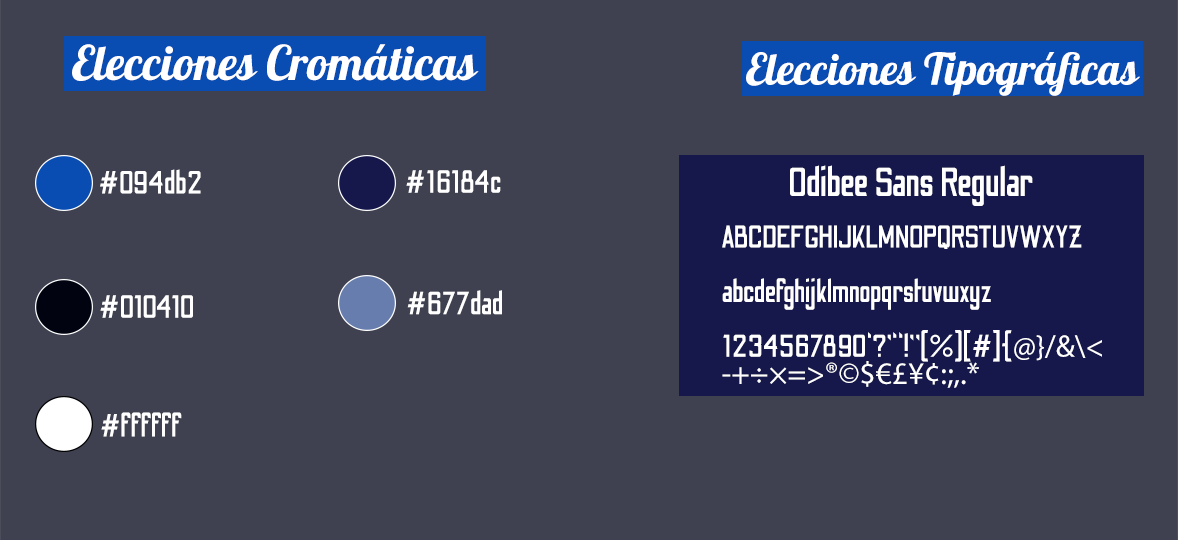 Elecciones Cromáticas
#094db2
#16184c
#010410
#677dad
#ffffff
Elecciones Tipográficas
Odibee Sans Regular
ABCDEFGHIJKLMNOPQRSTUVWXYZ
abcdefghijklmnopqrstuvwxyz
1234567890‘?’“!”(%)[#]{@}/&\<
-+÷×=>®©$€£¥¢:;,.*